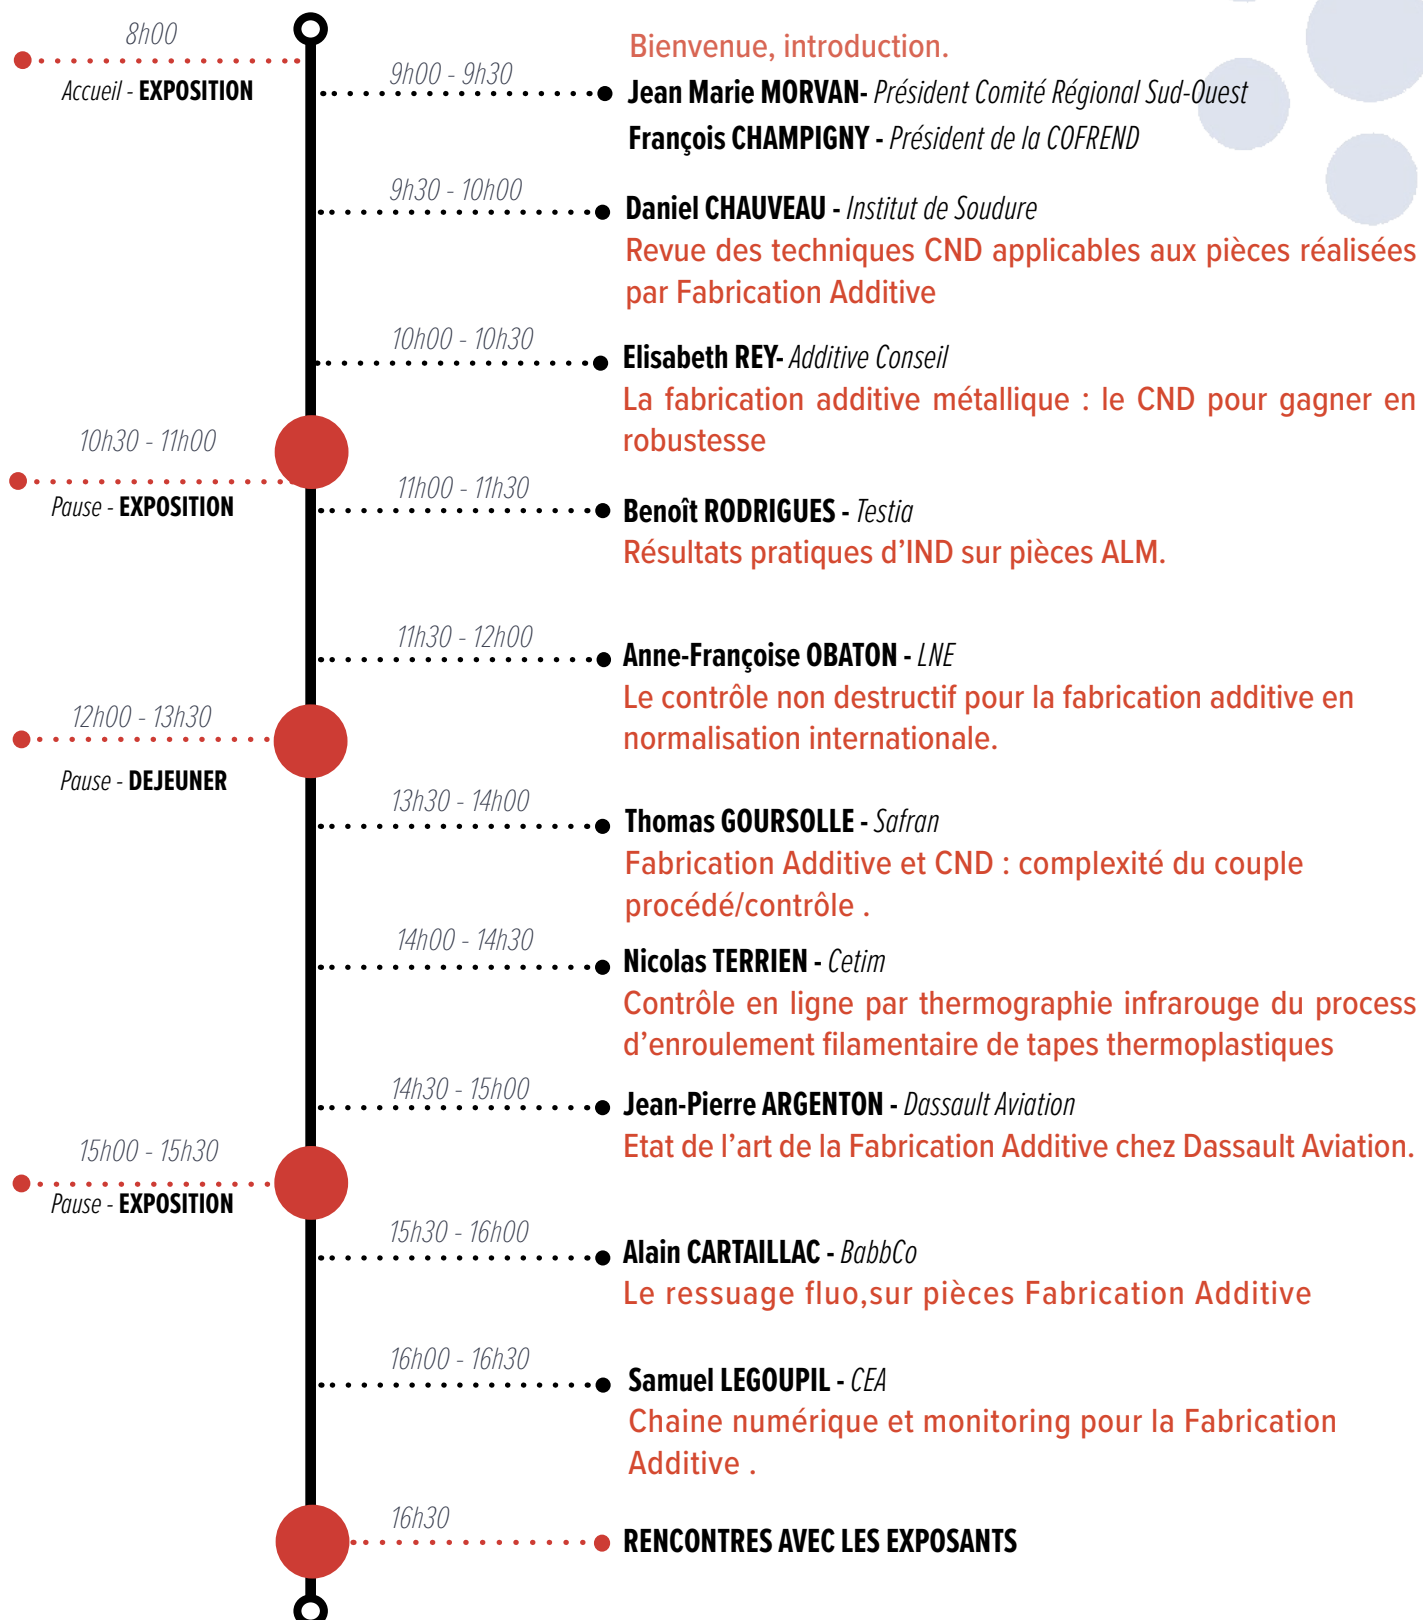 8h00
Accueil - EXPOSITION
Bienvenue, introduction.
9h00 - 9h30
Jean Marie MORVAN- Président Comité Régional Sud-Ouest
François CHAMPIGNY - Président de la COFREND
9h30 - 10h00
Daniel CHAUVEAU - Institut de Soudure
Revue des techniques CND applicables aux pièces réalisées
par Fabrication Additive
10h00 - 10h30
Elisabeth REY- Additive Conseil
La fabrication additive métallique : le CND pour gagner en
robustesse
10h30 - 11h00
Pause - EXPOSITION
11h00 - 11h30
Benoît RODRIGUES - Testia
Résultats pratiques d’IND sur pièces ALM.
11h30 - 12h00
Anne-Françoise OBATON - LNE
Le contrôle non destructif pour la fabrication additive en
normalisation internationale.
12h00 - 13h30
Pause - DEJEUNER
13h30 - 14h00
Thomas GOURSOLLE - Safran
Fabrication Additive et CND : complexité du couple
procédé/contrôle .
14h00 - 14h30
Nicolas TERRIEN - Cetim
Contrôle en ligne par thermographie infrarouge du process
d’enroulement filamentaire de tapes thermoplastiques
14h30 - 15h00
Jean-Pierre ARGENTON - Dassault Aviation
Etat de l’art de la Fabrication Additive chez Dassault Aviation.
15h00 - 15h30
Pause - EXPOSITION
15h30 - 16h00
Alain CARTAILLAC - BabbCo
Le ressuage fluo,sur pièces Fabrication Additive
16h00 - 16h30
Samuel LEGOUPIL - CEA
Chaine numérique et monitoring pour la Fabrication
Additive .
16h30
RENCONTRES AVEC LES EXPOSANTS